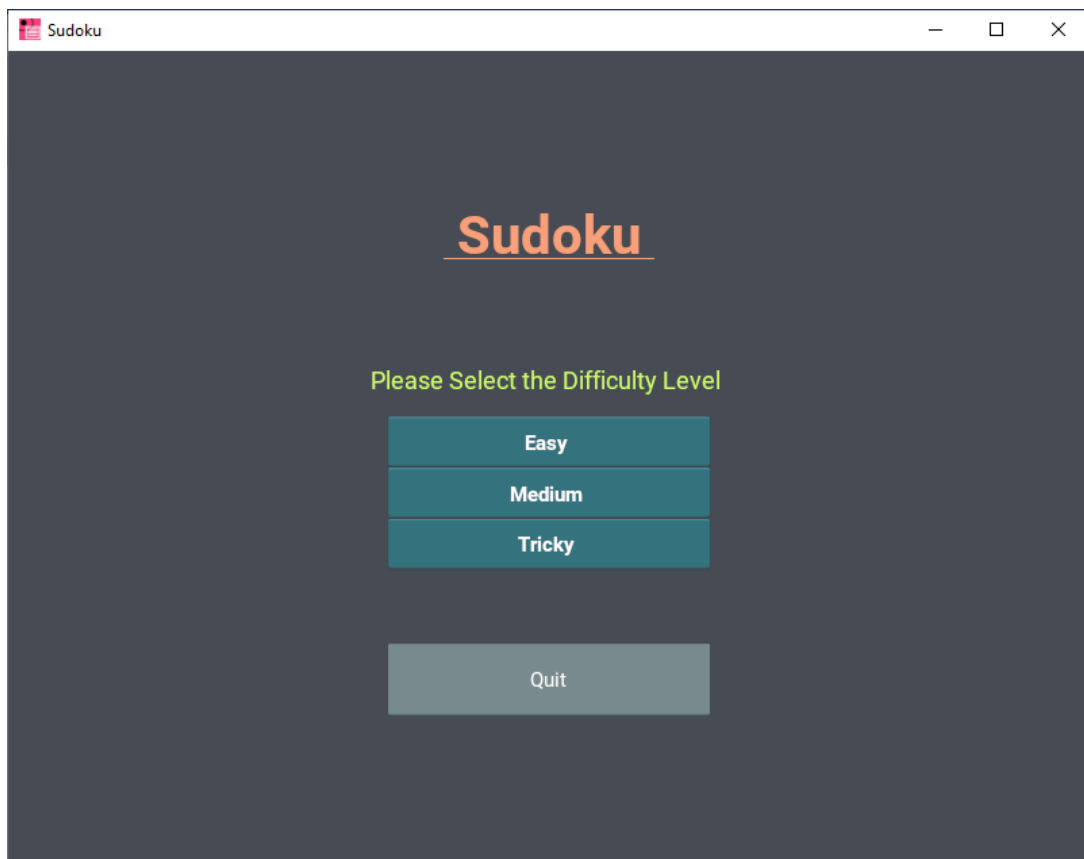 Sudoku
Sudoku
Please Select the Difficulty Level
Easy
Medium
Tricky
Quit